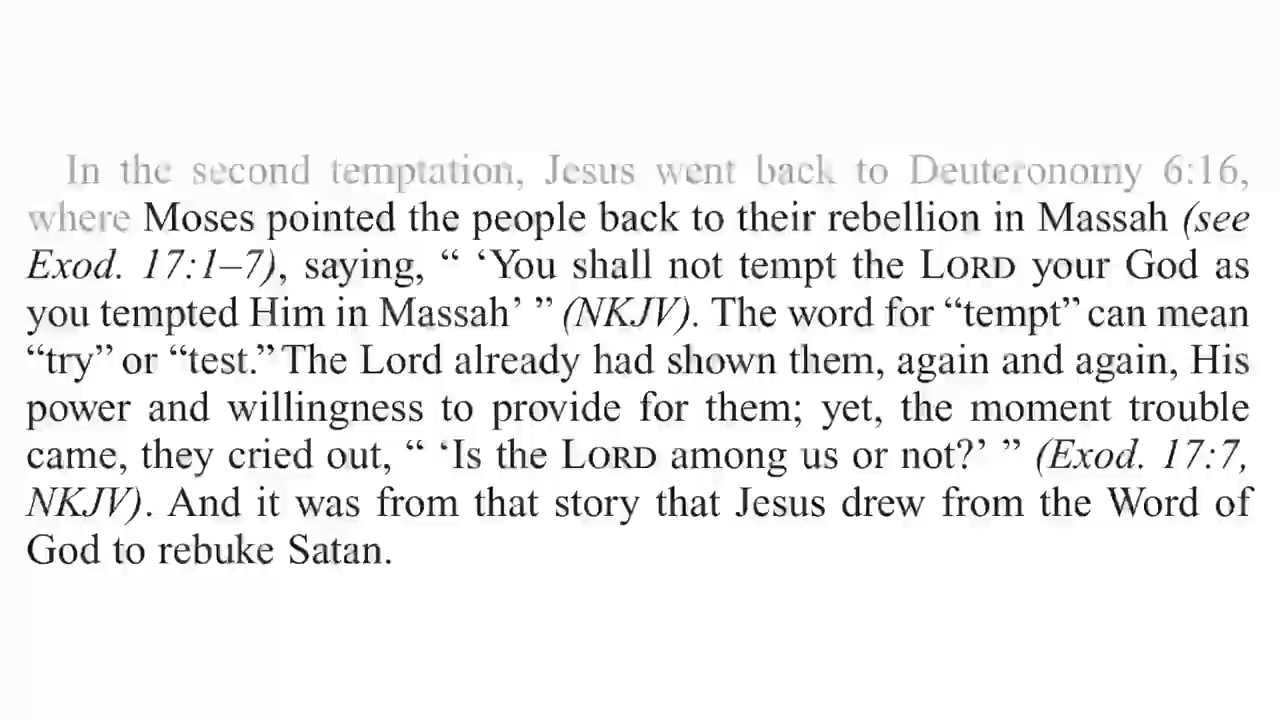 In the second temptation, Jesus went back to Deuteronomy 6:16,
where Moses pointed the people back to their rebellion in Massah (see
Exod. 17:1–7), saying, “ ‘You shall not tempt the LORD your God as
you tempted Him in Massah’ ” (NKJV). The word for “tempt” can mean
“try” or “test.” The Lord already had shown them, again and again, His
power and willingness to provide for them; yet, the moment trouble
came, they cried out, “ ‘Is the LORD among us or not?’ ” (Exod. 17:7,
NKJV). And it was from that story that Jesus drew from the Word of
God to rebuke Satan.